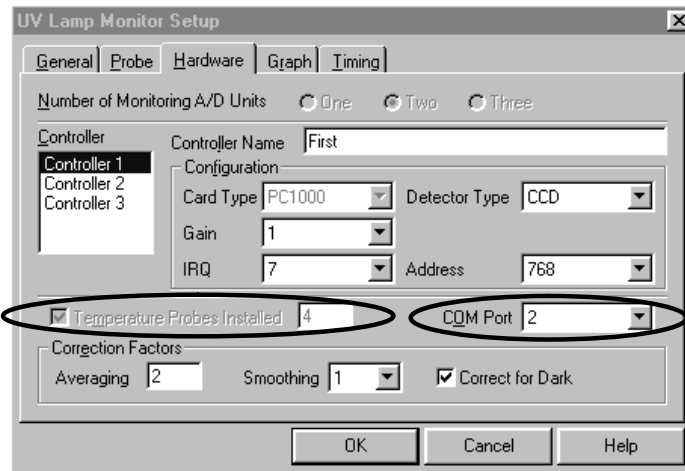 UV Lamp Monitor Setup
General Probe Hardware Graph Timing
Number of Monitoring A/D Units One Two Three
Controller
Controller Name First
Controller 1
Controller 2
Controller 3
Configuration
Card Type PC1000 Detector Type CCD
Gain 1
IRQ 7 Address 768
Temperature Probes Installed 4 COM Port 2
Correction Factors
Averaging 2 Smoothing 1 Correct for Dark
OK Cancel Help